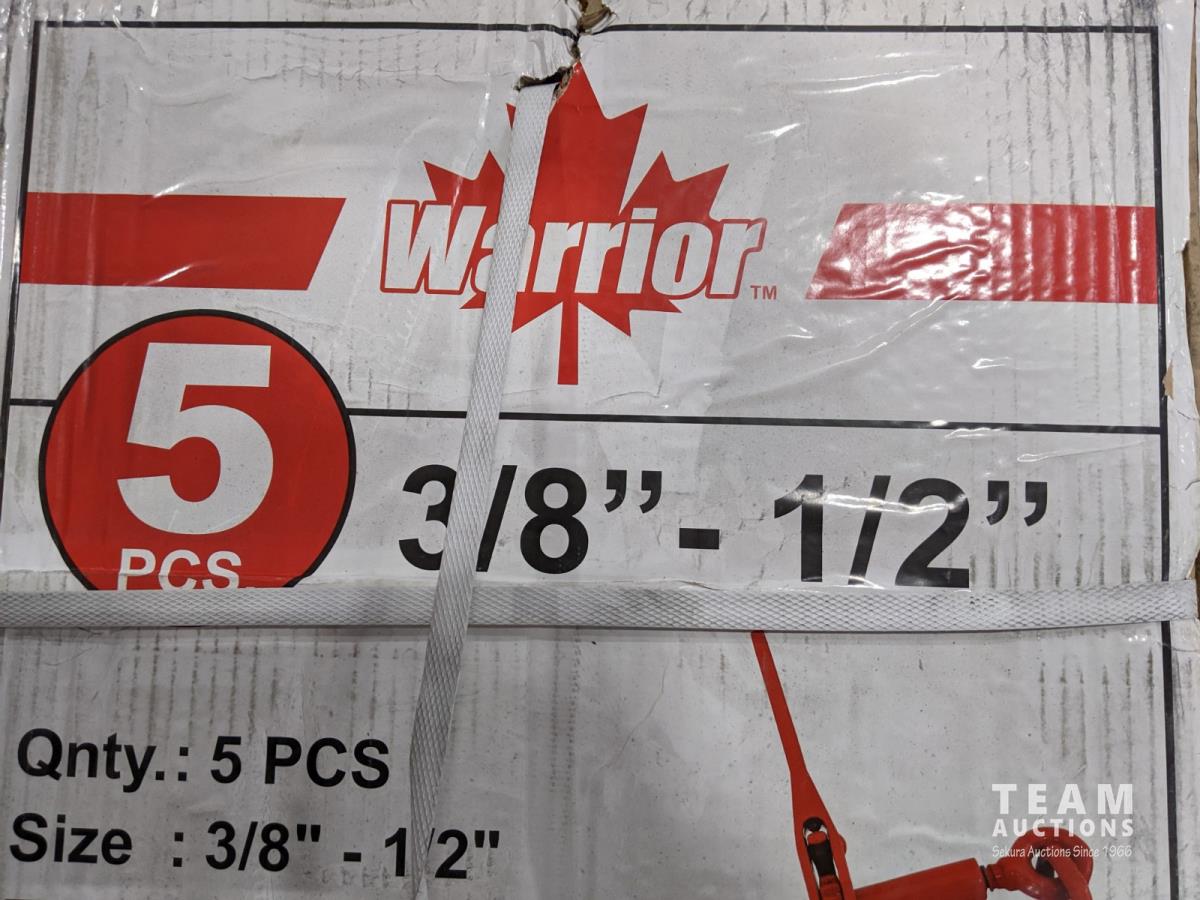 Warrior™
5
PCS.
3/8” - 1/2”
Qnty.: 5 PCS
Size : 3/8" - 1/2"
TEAM
AUCTIONS
Sekura Auctions Since 1966